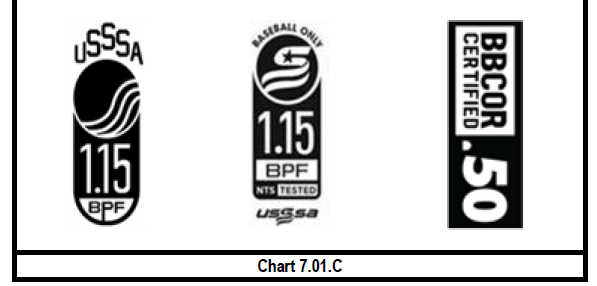 USSSA
1.15
BPF
BASEBALL ONLY
1.15
BPF
NTS TESTED
USSSA
BBCOR
CERTIFIED
.50
Chart 7.01.C